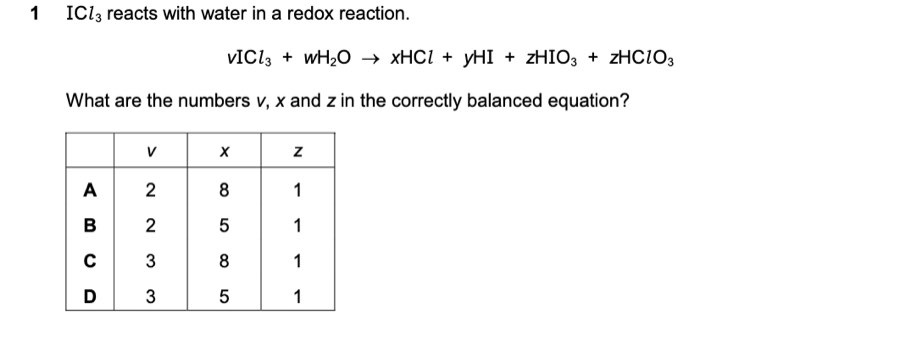 1 ICl₃ reacts with water in a redox reaction.
vICl₃ + wH₂O → xHCl + yHI + zHIO₃ + zHClO₃
What are the numbers v, x and z in the correctly balanced equation?
v x z
A 2 8 1
B 2 5 1
C 3 8 1
D 3 5 1